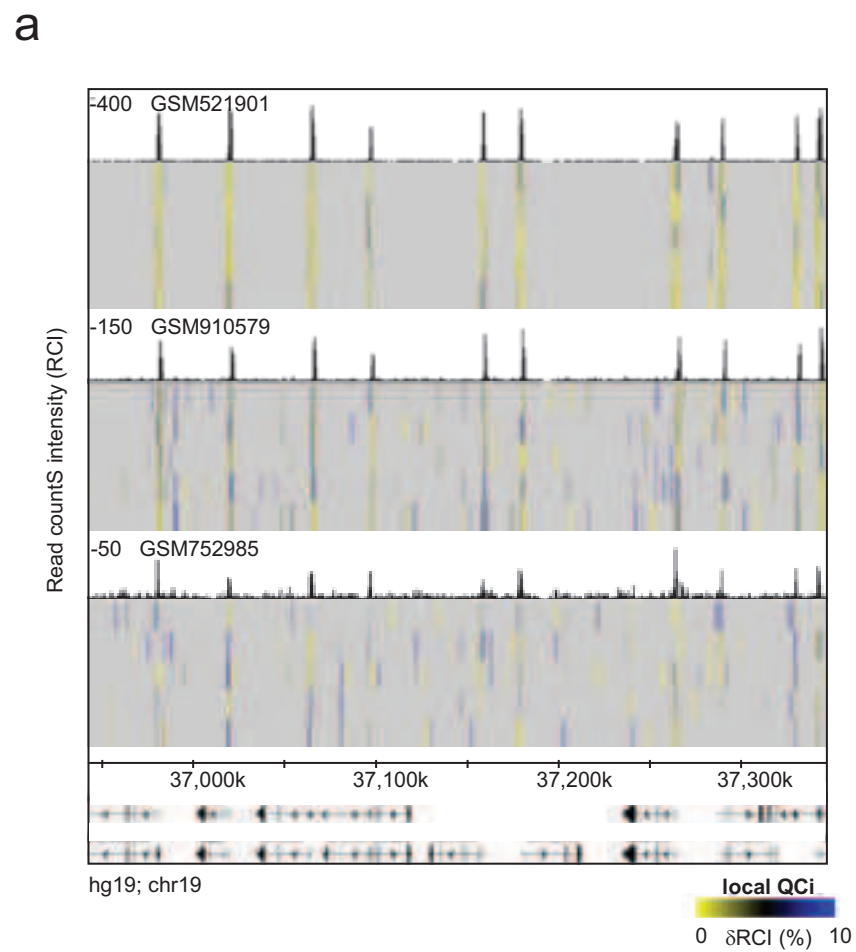 a
-400 GSM521901
-150 GSM910579
-50 GSM752985
Read countS intensity (RCI)
37,000k 37,100k 37,200k 37,300k
hg19; chr19
local QCi
0 δRCI (%) 10